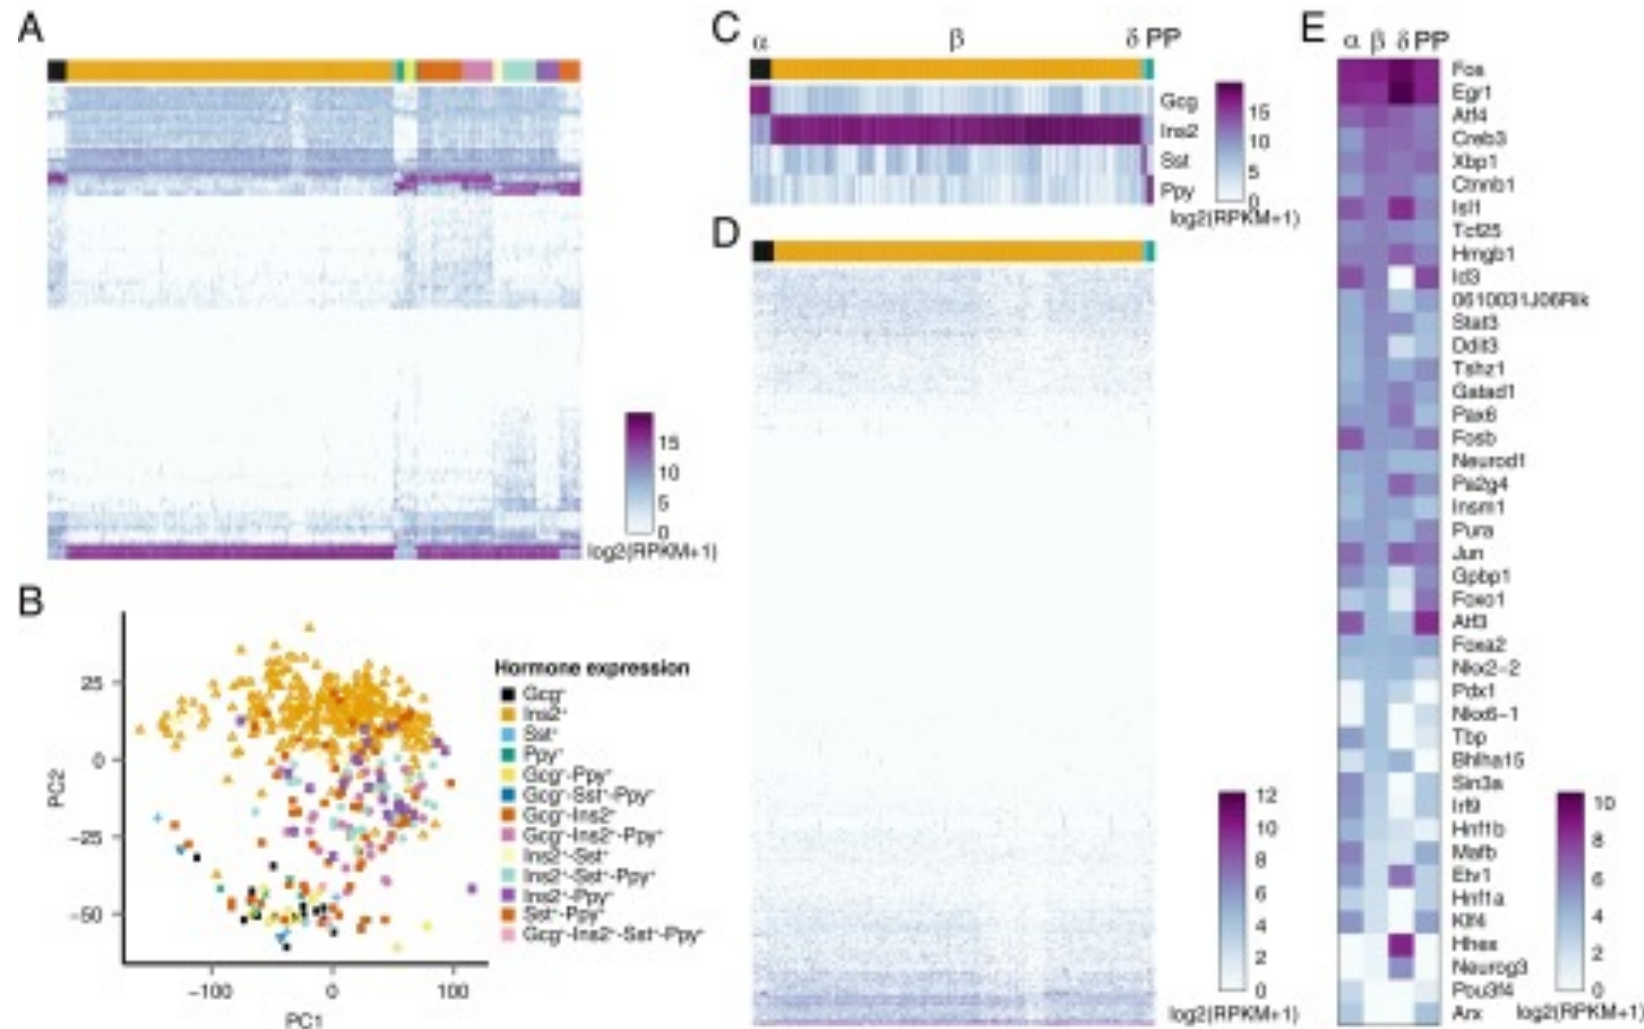 A
15
10
5
0
log2(RPKM+1)
B
25
0
−25
−50
PC2
−100
0
100
PC1
Hormone expression
Gcg+
Ins2+
Sst+
Ppy+
Gcg+-Ppy+
Gcg+-Sst+-Ppy+
Gcg+-Ins2+
Gcg+-Ins2+-Ppy+
Ins2+-Sst+
Ins2+-Sst+-Ppy+
Ins2+-Ppy+
Sst+-Ppy+
Gcg+-Ins2+-Sst+-Ppy+
C
α β δ PP
Gcg
Ins2
Sst
Ppy
15
10
5
0
log2(RPKM+1)
D
12
10
8
6
4
2
0
log2(RPKM+1)
E
α β δ PP
Fos
Egr1
Atf4
Creb3
Xbp1
Ctnnb1
Isl1
Tcf25
Hmgb1
Id3
0610031J06Rik
Stat3
Ddit3
Tshz1
Gatad1
Pax6
Fosb
Neurod1
Pa2g4
Insm1
Pura
Jun
Gpbp1
Foxo1
Atf3
Foxa2
Nkx2−2
Pdx1
Nkx6−1
Tbp
Bhlha15
Sin3a
Irf9
Hnf1b
Mafb
Etv1
Hnf1a
Klf4
Hhex
Neurog3
Pou3f4
Arx
10
8
6
4
2
0
log2(RPKM+1)